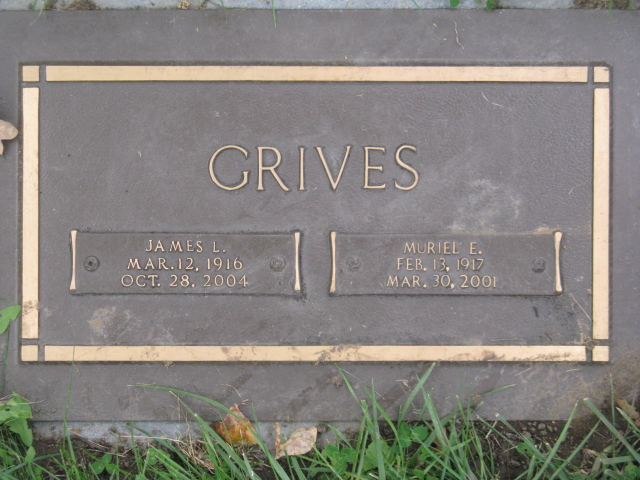 GRIVES
JAMES L.
MAR. 12, 1916
OCT. 28, 2004
MURIEL E.
FEB. 13, 1917
MAR. 30, 2001